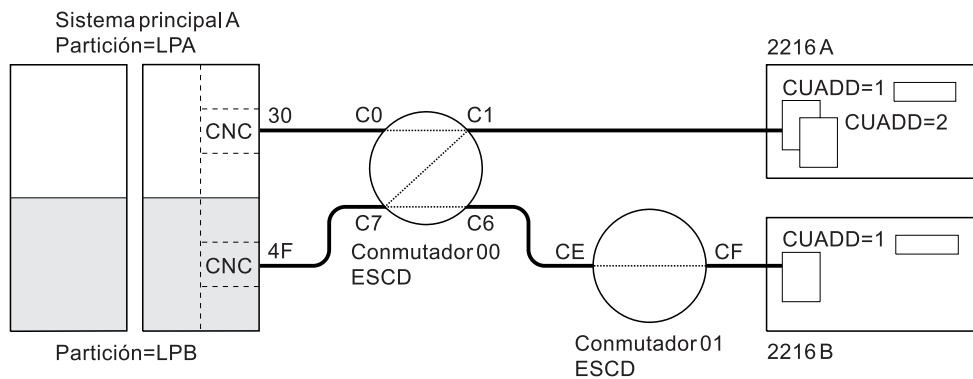 Sistema principal A
Partición=LPA
2216 A
CUADD=1
CUADD=2
30
C0
C1
CNC
C7
C6
4F
CNC
Conmutador 00
ESCD
CE
CF
CUADD=1
Partición=LPB
Conmutador 01
ESCD
2216 B